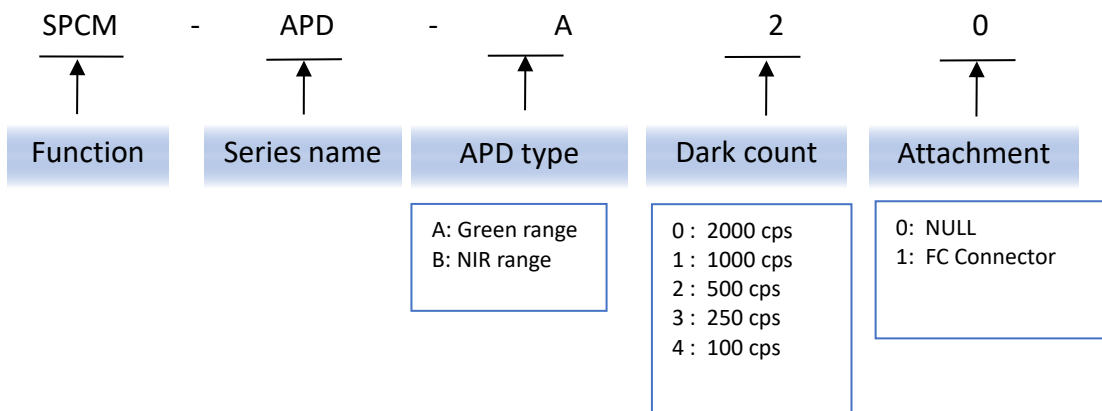 SPCM - APD - A 2 0
Function Series name APD type Dark count Attachment
A: Green range
B: NIR range
0 : 2000 cps
1 : 1000 cps
2 : 500 cps
3 : 250 cps
4 : 100 cps
0: NULL
1: FC Connector